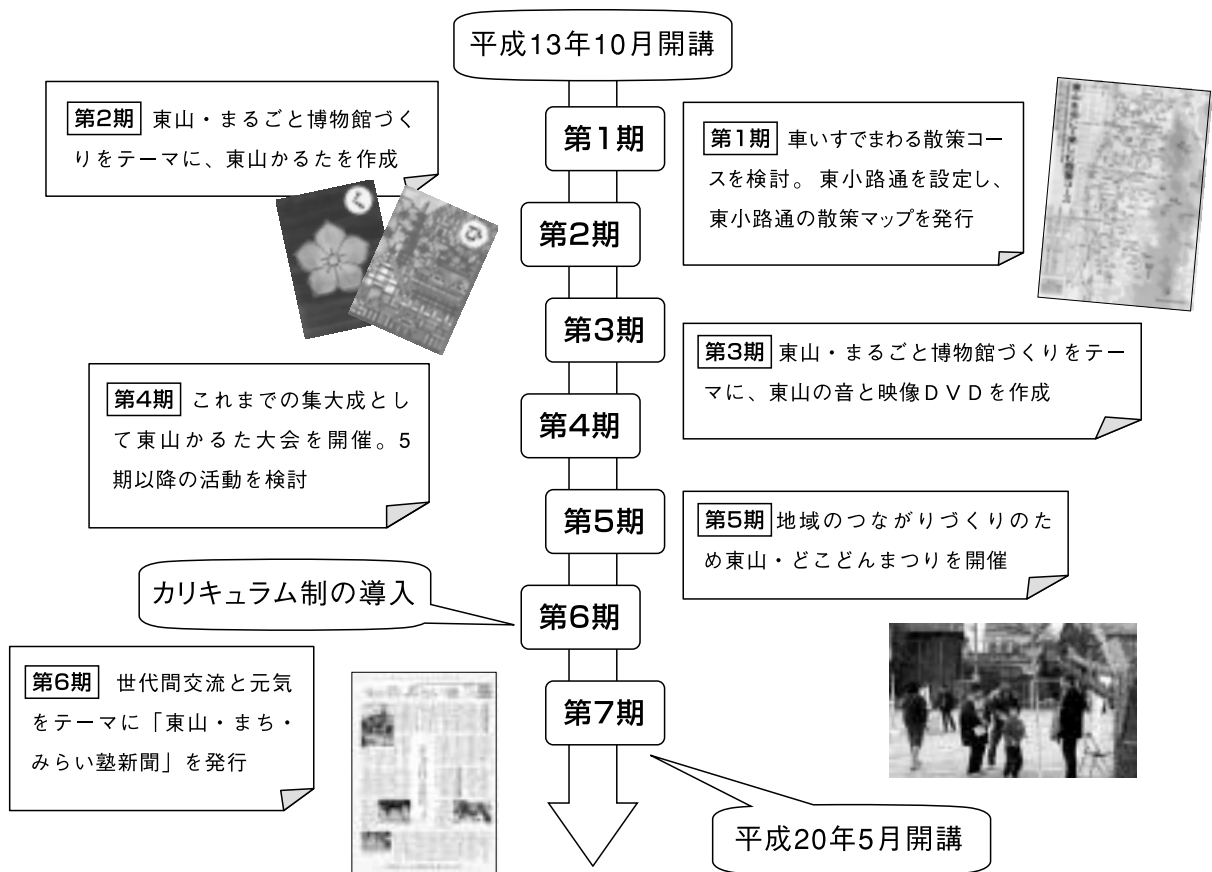 平成13年10月開講
第1期
第2期
第3期
第4期
第5期
第6期
第7期
第1期 車いすでまわる散策コー
スを検討。東小路通を設定し、
東小路通の散策マップを発行
第2期 東山・まるごと博物館づく
りをテーマに、東山かるたを作成
し
ひ
第3期 東山・まるごと博物館づくりをテー
マに、東山の音と映像DVDを作成
第4期 これまでの集大成とし
て東山かるた大会を開催。5
期以降の活動を検討
第5期 地域のつながりづくりのた
め東山・どこどんまつりを開催
カリキュラム制の導入
第6期 世代間交流と元気
をテーマに「東山・まち・
みらい塾新聞」を発行
平成20年5月開講